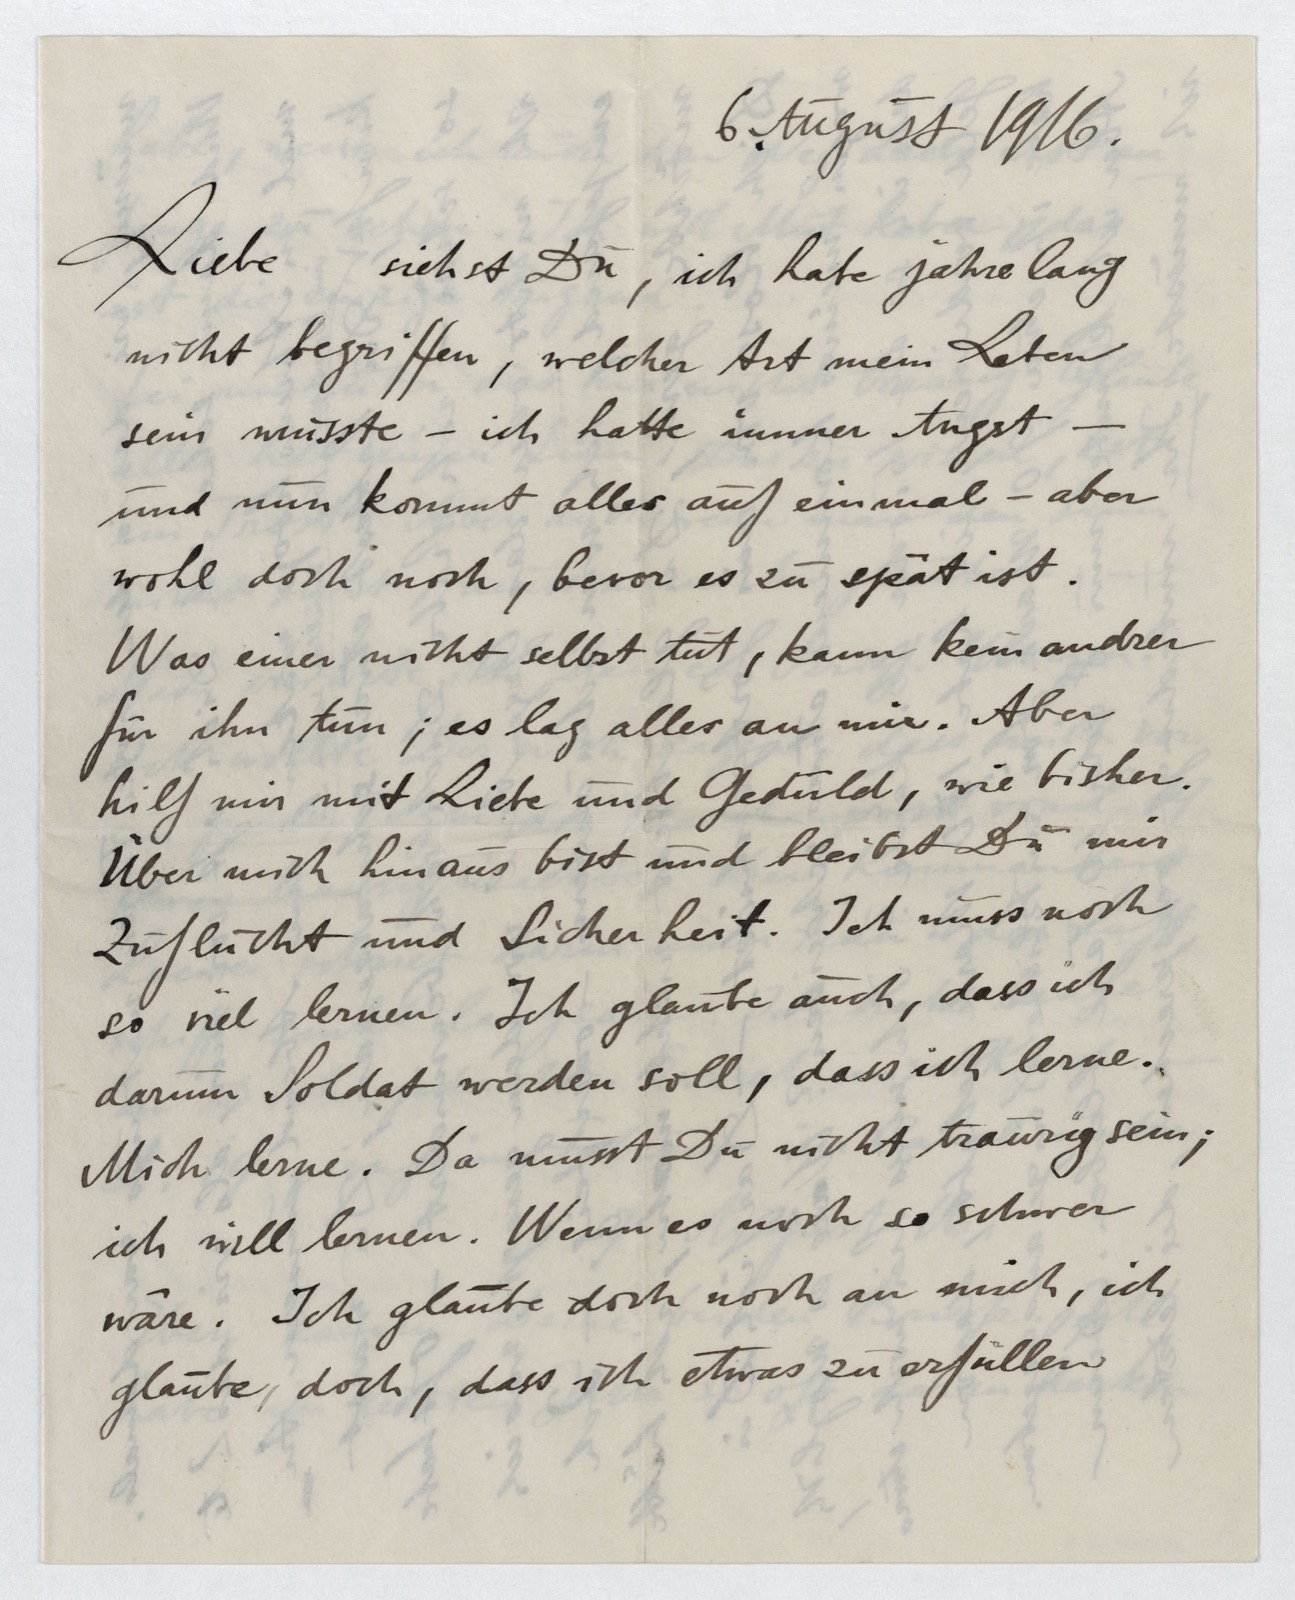 6. August 1916.
Liebe siehst Du, ich habe jahrelang
nicht begriffen, welcher Art mein Leben
sein müsste – ich hatte immer Angst –
und nun kommt alles auf einmal – aber
wohl doch noch, bevor es zu spät ist.
Was einer nicht selbst tut, kann kein andrer
für ihn tun; es lag alles an mir. Aber
hilf mir mit Liebe und Geduld, wie bisher.
Über mich hinaus bist und bleibst Du mir
Zuflucht und Sicherheit. Ich muss noch
so viel lernen. Ich glaube auch, dass ich
darum Soldat werden soll, dass ich lerne.
Mich lerne. Da musst Du nicht traurig sein;
ich will lernen. Wenn es noch so schwer
wäre. Ich glaube doch noch an mich, ich
glaube, doch, dass ich etwas zu erfüllen